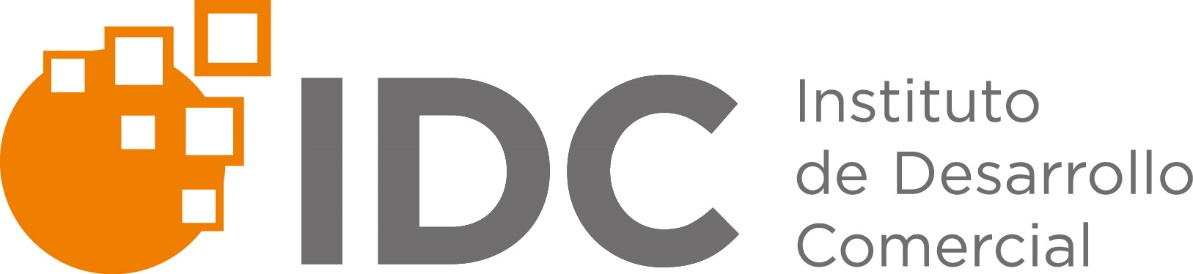 IDC
Instituto
de Desarrollo
Comercial